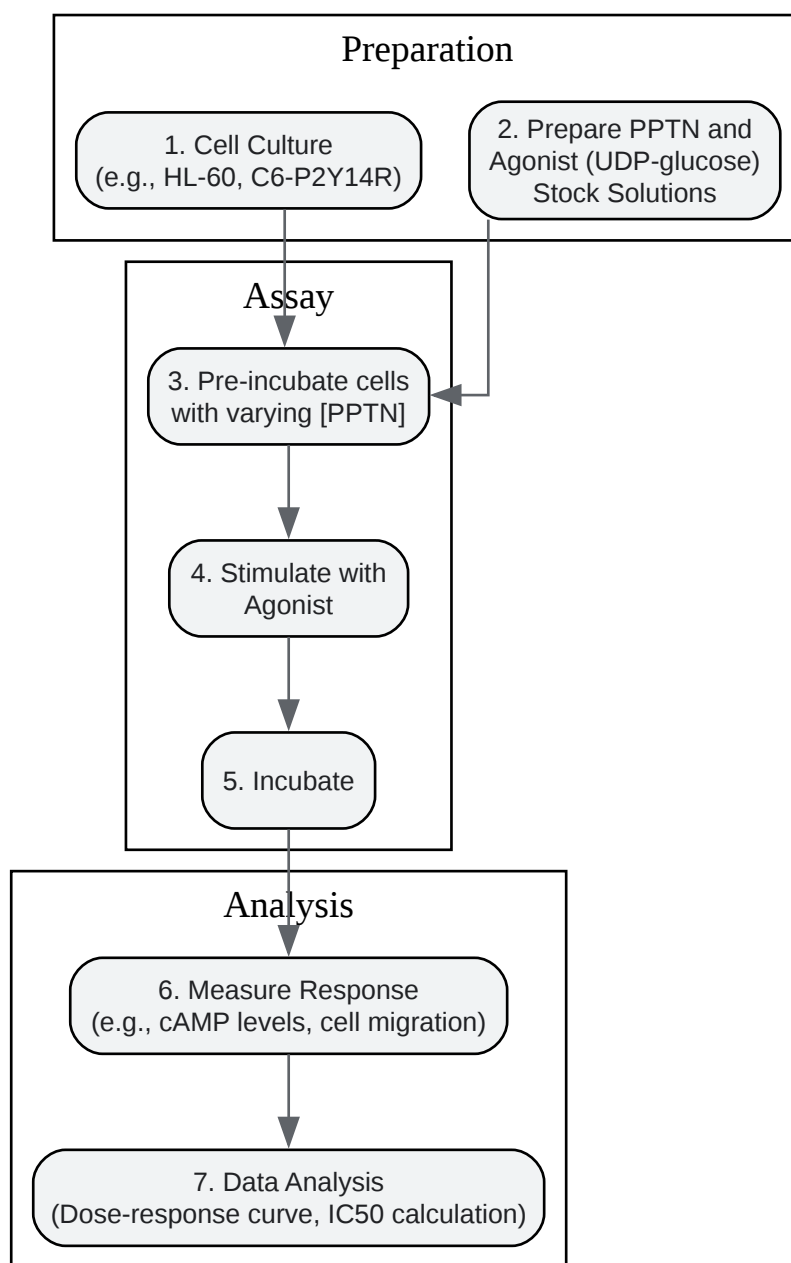 Preparation
1. Cell Culture
(e.g., HL-60, C6-P2Y14R)
2. Prepare PPTN and
Agonist (UDP-glucose)
Stock Solutions
Assay
3. Pre-incubate cells
with varying [PPTN]
4. Stimulate with
Agonist
5. Incubate
Analysis
6. Measure Response
(e.g., cAMP levels, cell migration)
7. Data Analysis
(Dose-response curve, IC50 calculation)